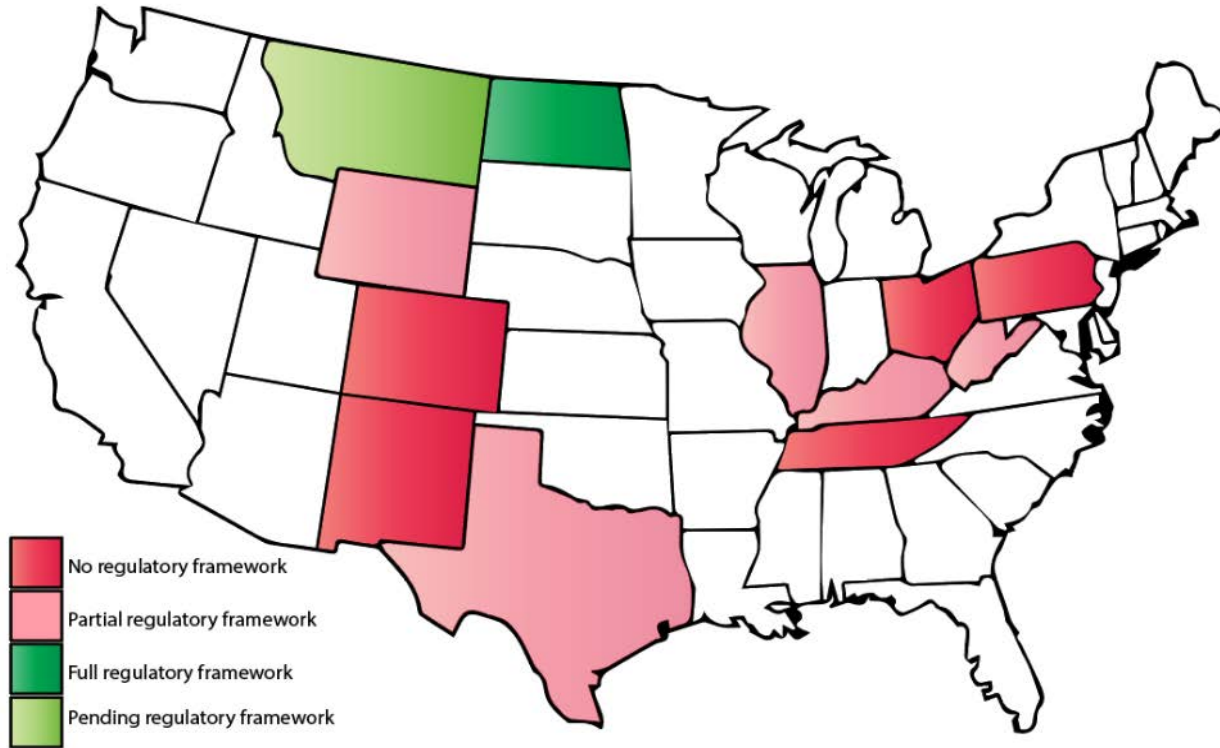 No regulatory framework
Partial regulatory framework
Full regulatory framework
Pending regulatory framework